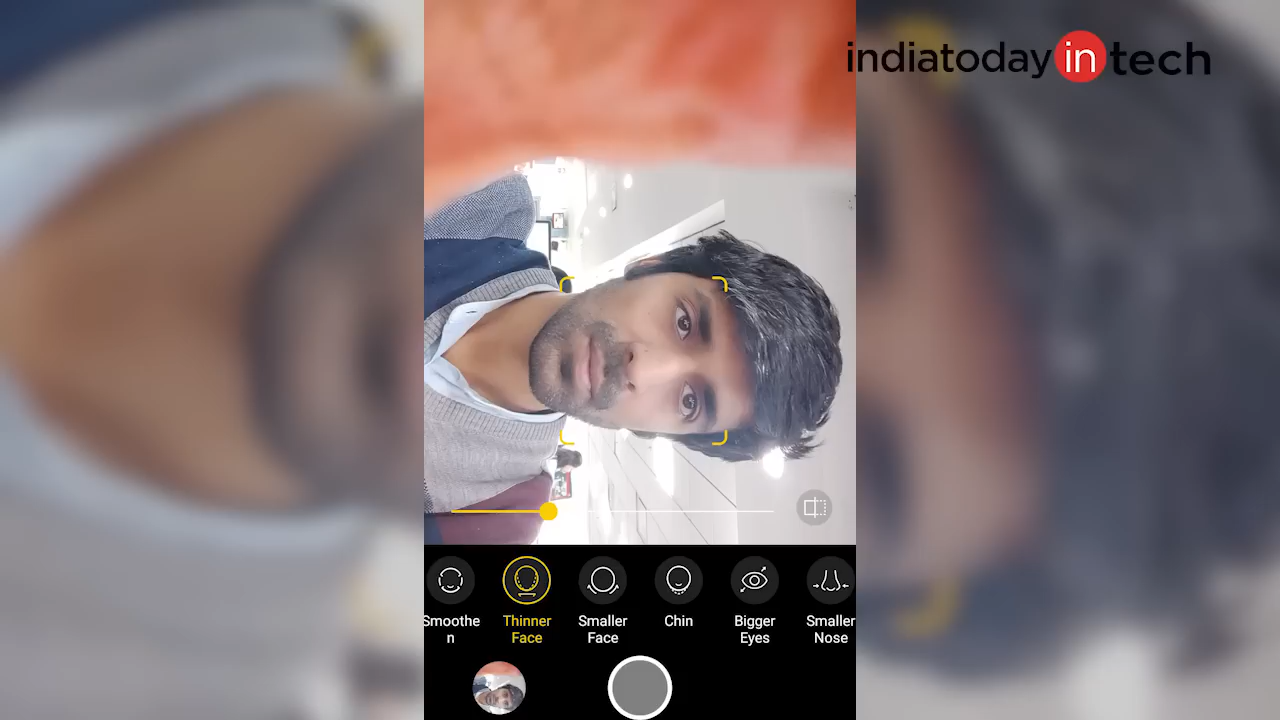 indiatoday in tech
Smoothe
n
Thinner
Face
Smaller
Face
Chin
Bigger
Eyes
Smaller
Nose